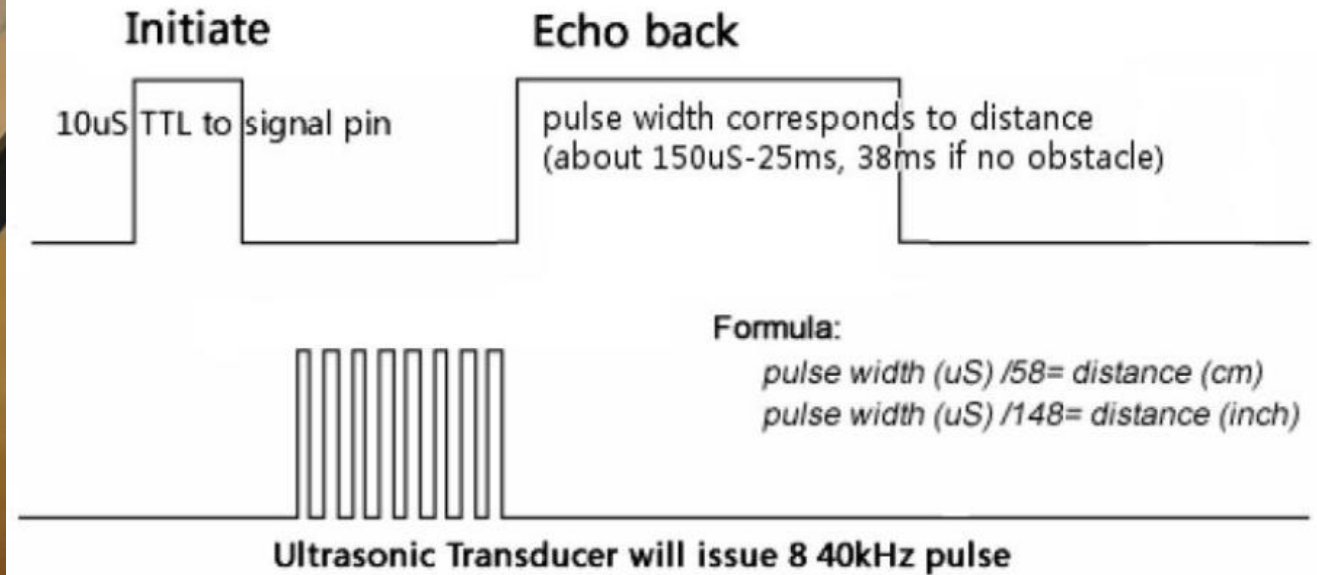 Initiate
Echo back
10uS TTL to signal pin
pulse width corresponds to distance
(about 150uS-25ms, 38ms if no obstacle)
Formula:
pulse width (uS) /58= distance (cm)
pulse width (uS) /148= distance (inch)
Ultrasonic Transducer will issue 8 40kHz pulse